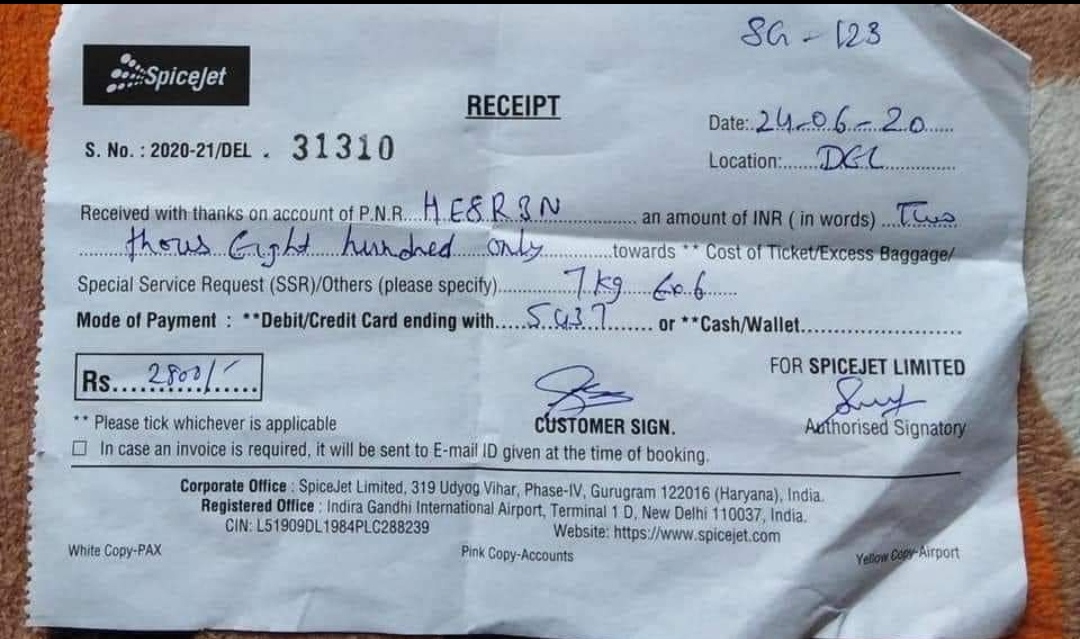 SG - 123
SpiceJet
RECEIPT
Date:.24-06-20......
S. No. : 2020-21/DEL . 31310
Location:......DGL...............
Received with thanks on account of P.N.R....HE8R3N............ an amount of INR ( in words) ...Two
...........thous Eight hundred only...............towards ** Cost of Ticket/Excess Baggage/
Special Service Request (SSR)/Others (please specify)..............7 kg Ex.b......
Mode of Payment : **Debit/Credit Card ending with.....5437........ or **Cash/Wallet........................
FOR SPICEJET LIMITED
Rs.....2800/-......
** Please tick whichever is applicable
CUSTOMER SIGN.
Authorised Signatory
☐ In case an invoice is required, it will be sent to E-mail ID given at the time of booking.
Corporate Office : SpiceJet Limited, 319 Udyog Vihar, Phase-IV, Gurugram 122016 (Haryana), India.
Registered Office : Indira Gandhi International Airport, Terminal 1 D, New Delhi 110037, India.
CIN: L51909DL1984PLC288239
Website: https://www.spicejet.com
White Copy-PAX
Pink Copy-Accounts
Yellow Copy-Airport